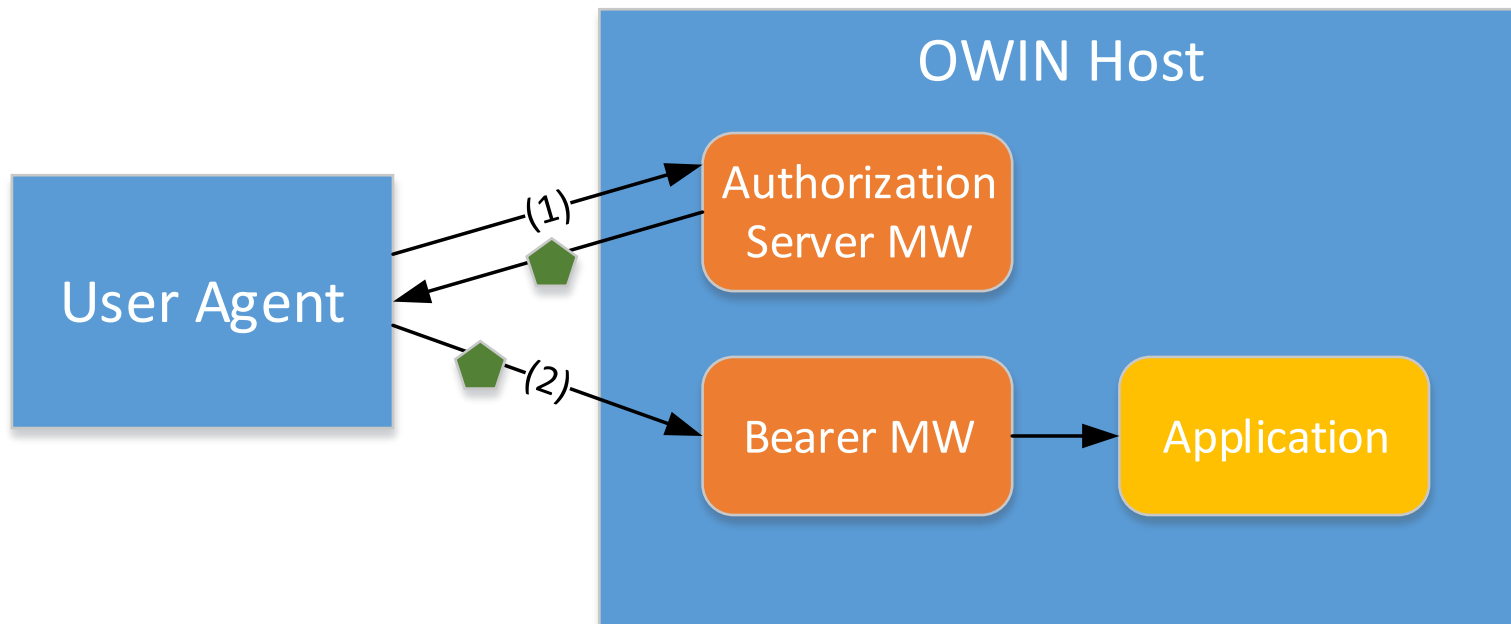 OWIN Host
Authorization
Server MW
(1)
User Agent
(2)
Bearer MW
Application